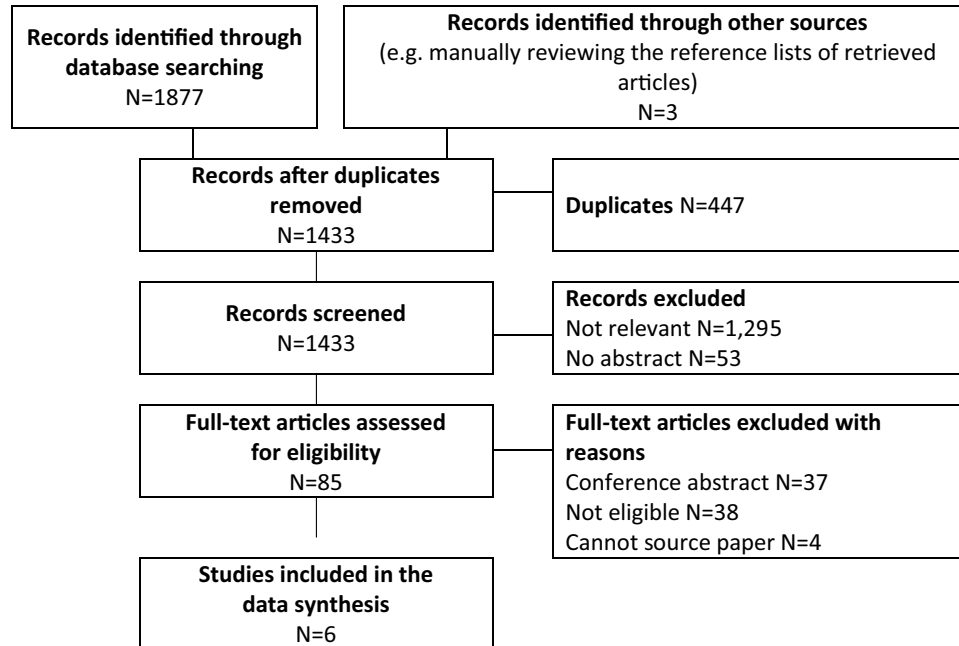 Records identified through
database searching
N=1877
Records identified through other sources
(e.g. manually reviewing the reference lists of retrieved
articles)
N=3
Records after duplicates
removed
N=1433
Duplicates N=447
Records screened
N=1433
Records excluded
Not relevant N=1,295
No abstract N=53
Full-text articles assessed
for eligibility
N=85
Full-text articles excluded with
reasons
Conference abstract N=37
Not eligible N=38
Cannot source paper N=4
Studies included in the
data synthesis
N=6